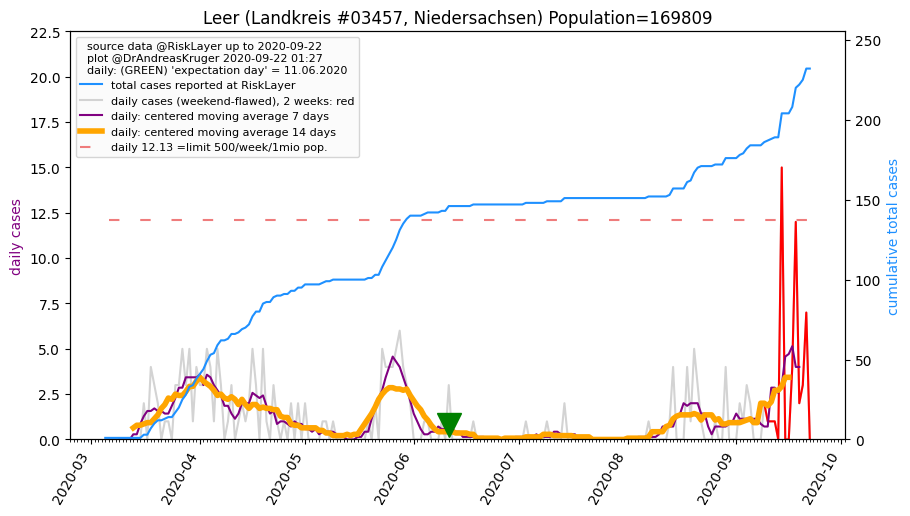 Leer (Landkreis #03457, Niedersachsen) Population=169809
source data @RiskLayer up to 2020-09-22
plot @DrAndreasKruger 2020-09-22 01:27
daily: (GREEN) 'expectation day' = 11.06.2020
total cases reported at RiskLayer
daily cases (weekend-flawed), 2 weeks: red
daily: centered moving average 7 days
daily: centered moving average 14 days
daily 12.13 =limit 500/week/1mio pop.
daily cases
22.5
20.0
17.5
15.0
12.5
10.0
7.5
5.0
2.5
0.0
cumulative total cases
250
200
150
100
50
0
2020-03
2020-04
2020-05
2020-06
2020-07
2020-08
2020-09
2020-10